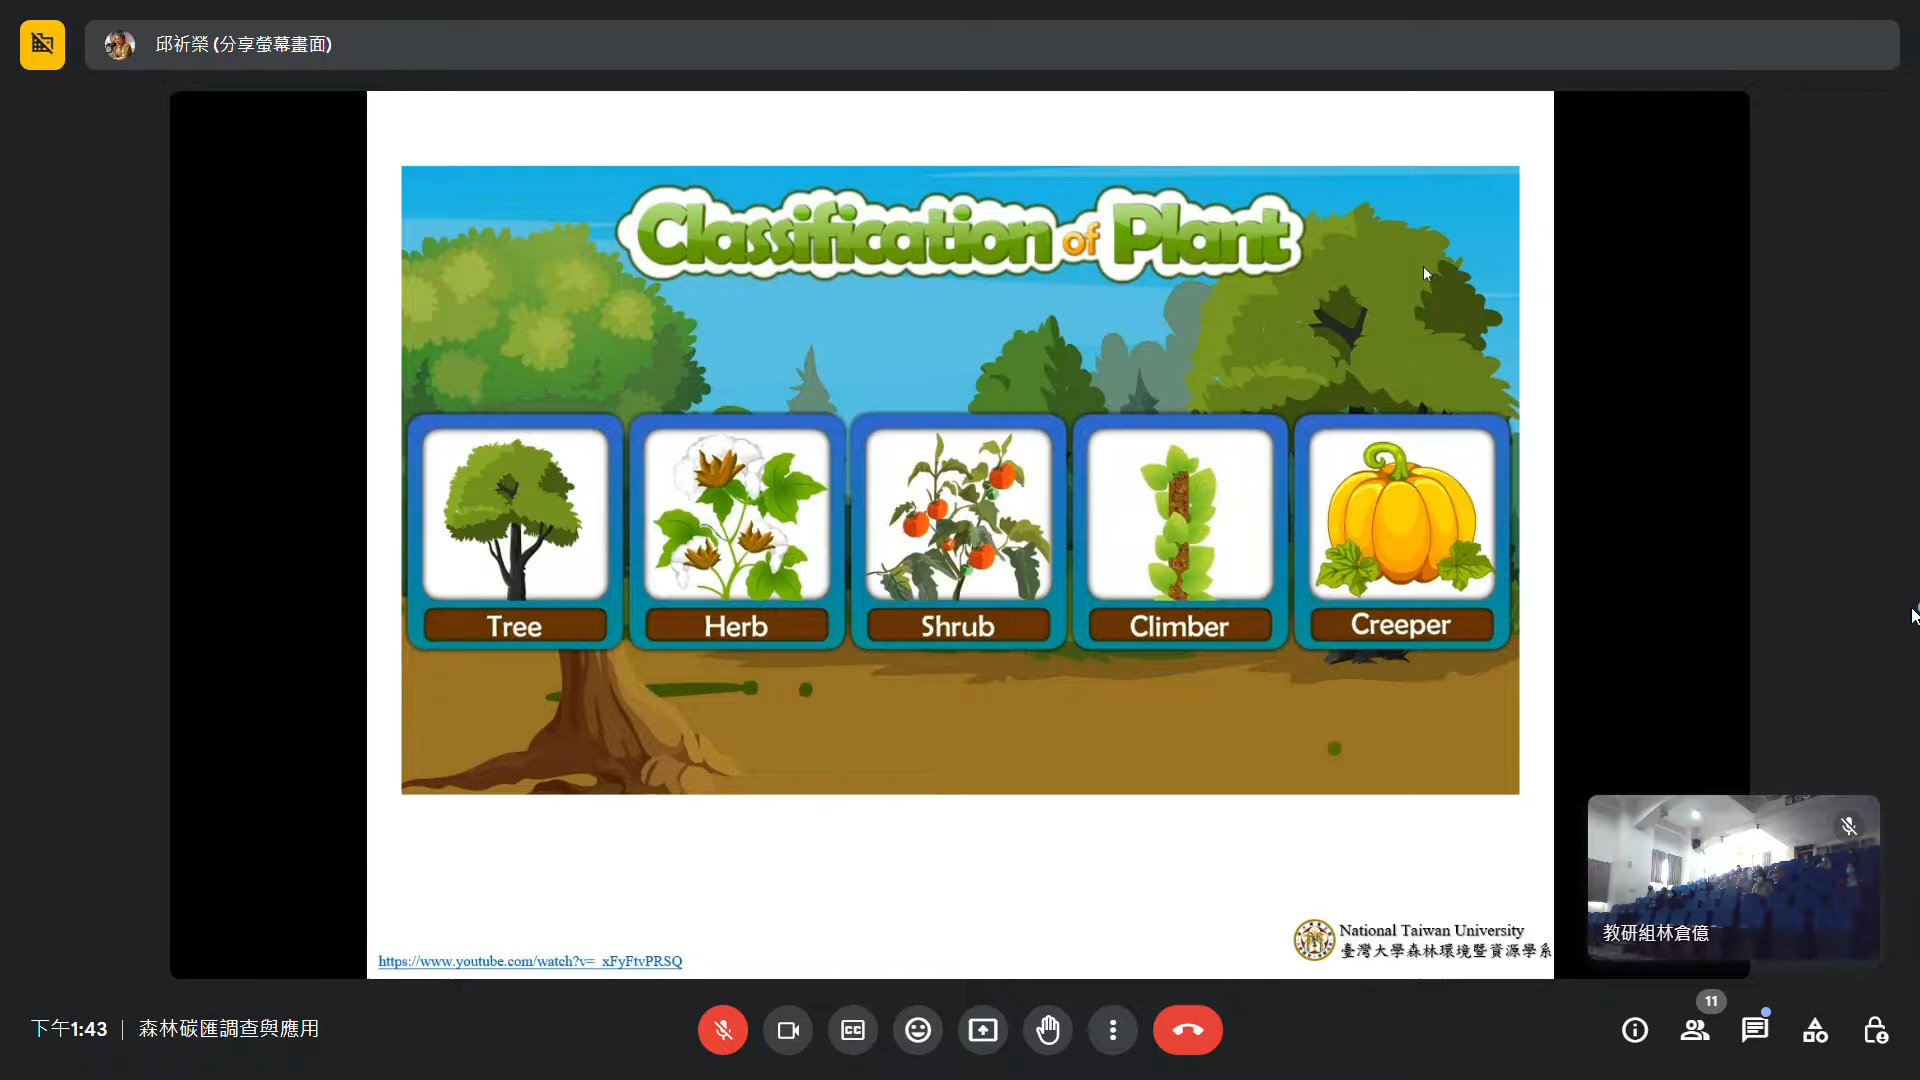 邱祈榮 (分享螢幕畫面)
Classification of Plant
Tree
Herb
Shrub
Climber
Creeper
National Taiwan University
臺灣大學森林環境暨資源學系
https://www.youtube.com/watch?v=_xFyFtvPRSQ
教研組林倉億
11
下午1:43 | 森林碳匯調查與應用